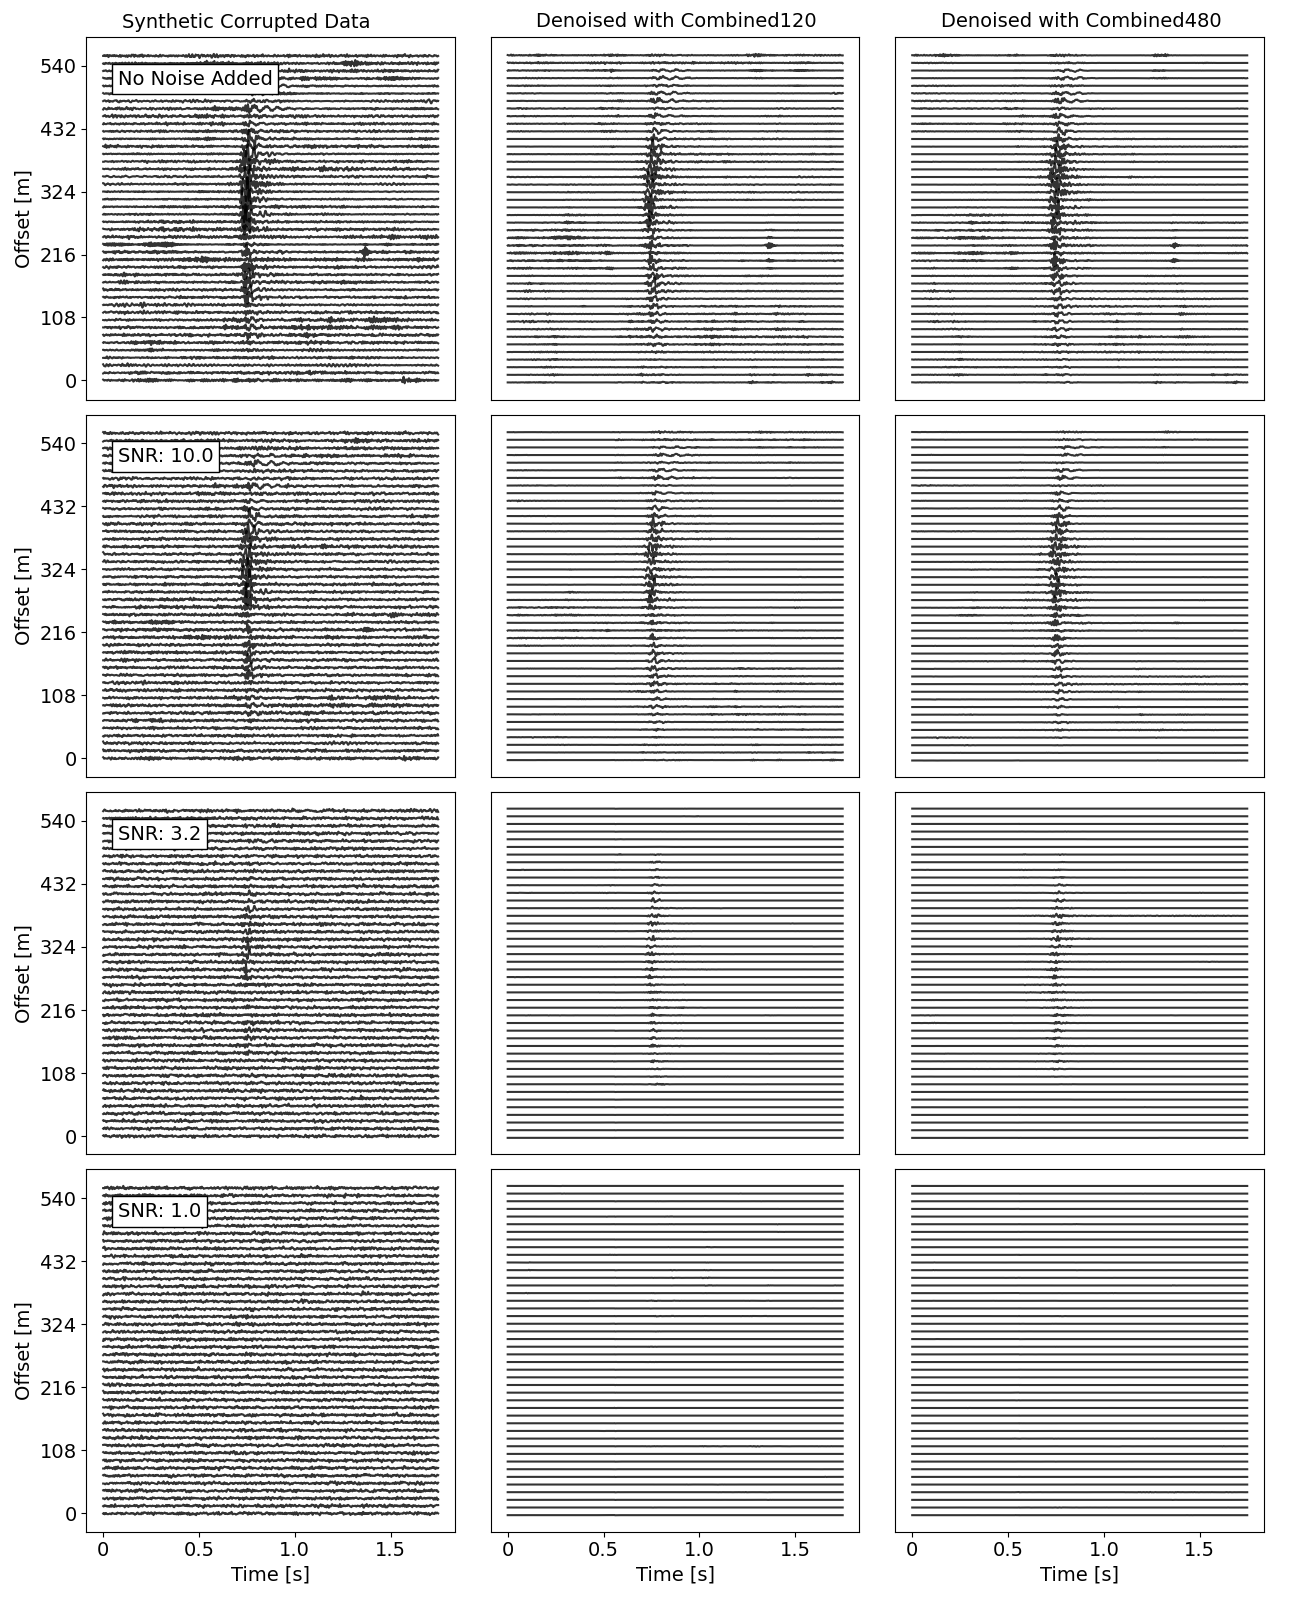 Synthetic Corrupted Data
Denoised with Combined120
Denoised with Combined480
No Noise Added
540
432
324
216
108
0
Offset [m]
SNR: 10.0
540
432
324
216
108
0
Offset [m]
SNR: 3.2
540
432
324
216
108
0
Offset [m]
SNR: 1.0
540
432
324
216
108
0
Offset [m]
0 0.5 1.0 1.5
0 0.5 1.0 1.5
0 0.5 1.0 1.5
Time [s]
Time [s]
Time [s]